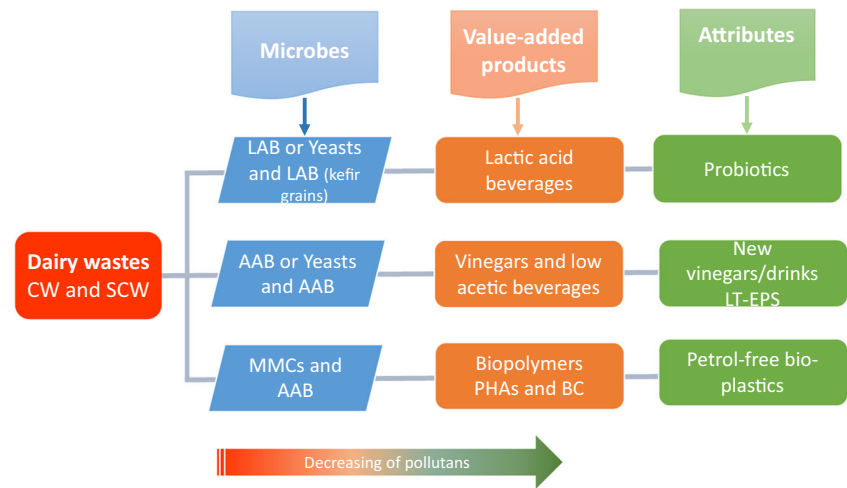 Microbes
Value-added
products
Attributes
LAB or Yeasts
and LAB (kefir
grains)
Lactic acid
beverages
Probiotics
Dairy wastes
CW and SCW
AAB or Yeasts
and AAB
Vinegars and low
acetic beverages
New
vinegars/drinks
LT-EPS
MMCs and
AAB
Biopolymers
PHAs and BC
Petrol-free bio-
plastics
Decreasing of pollutans